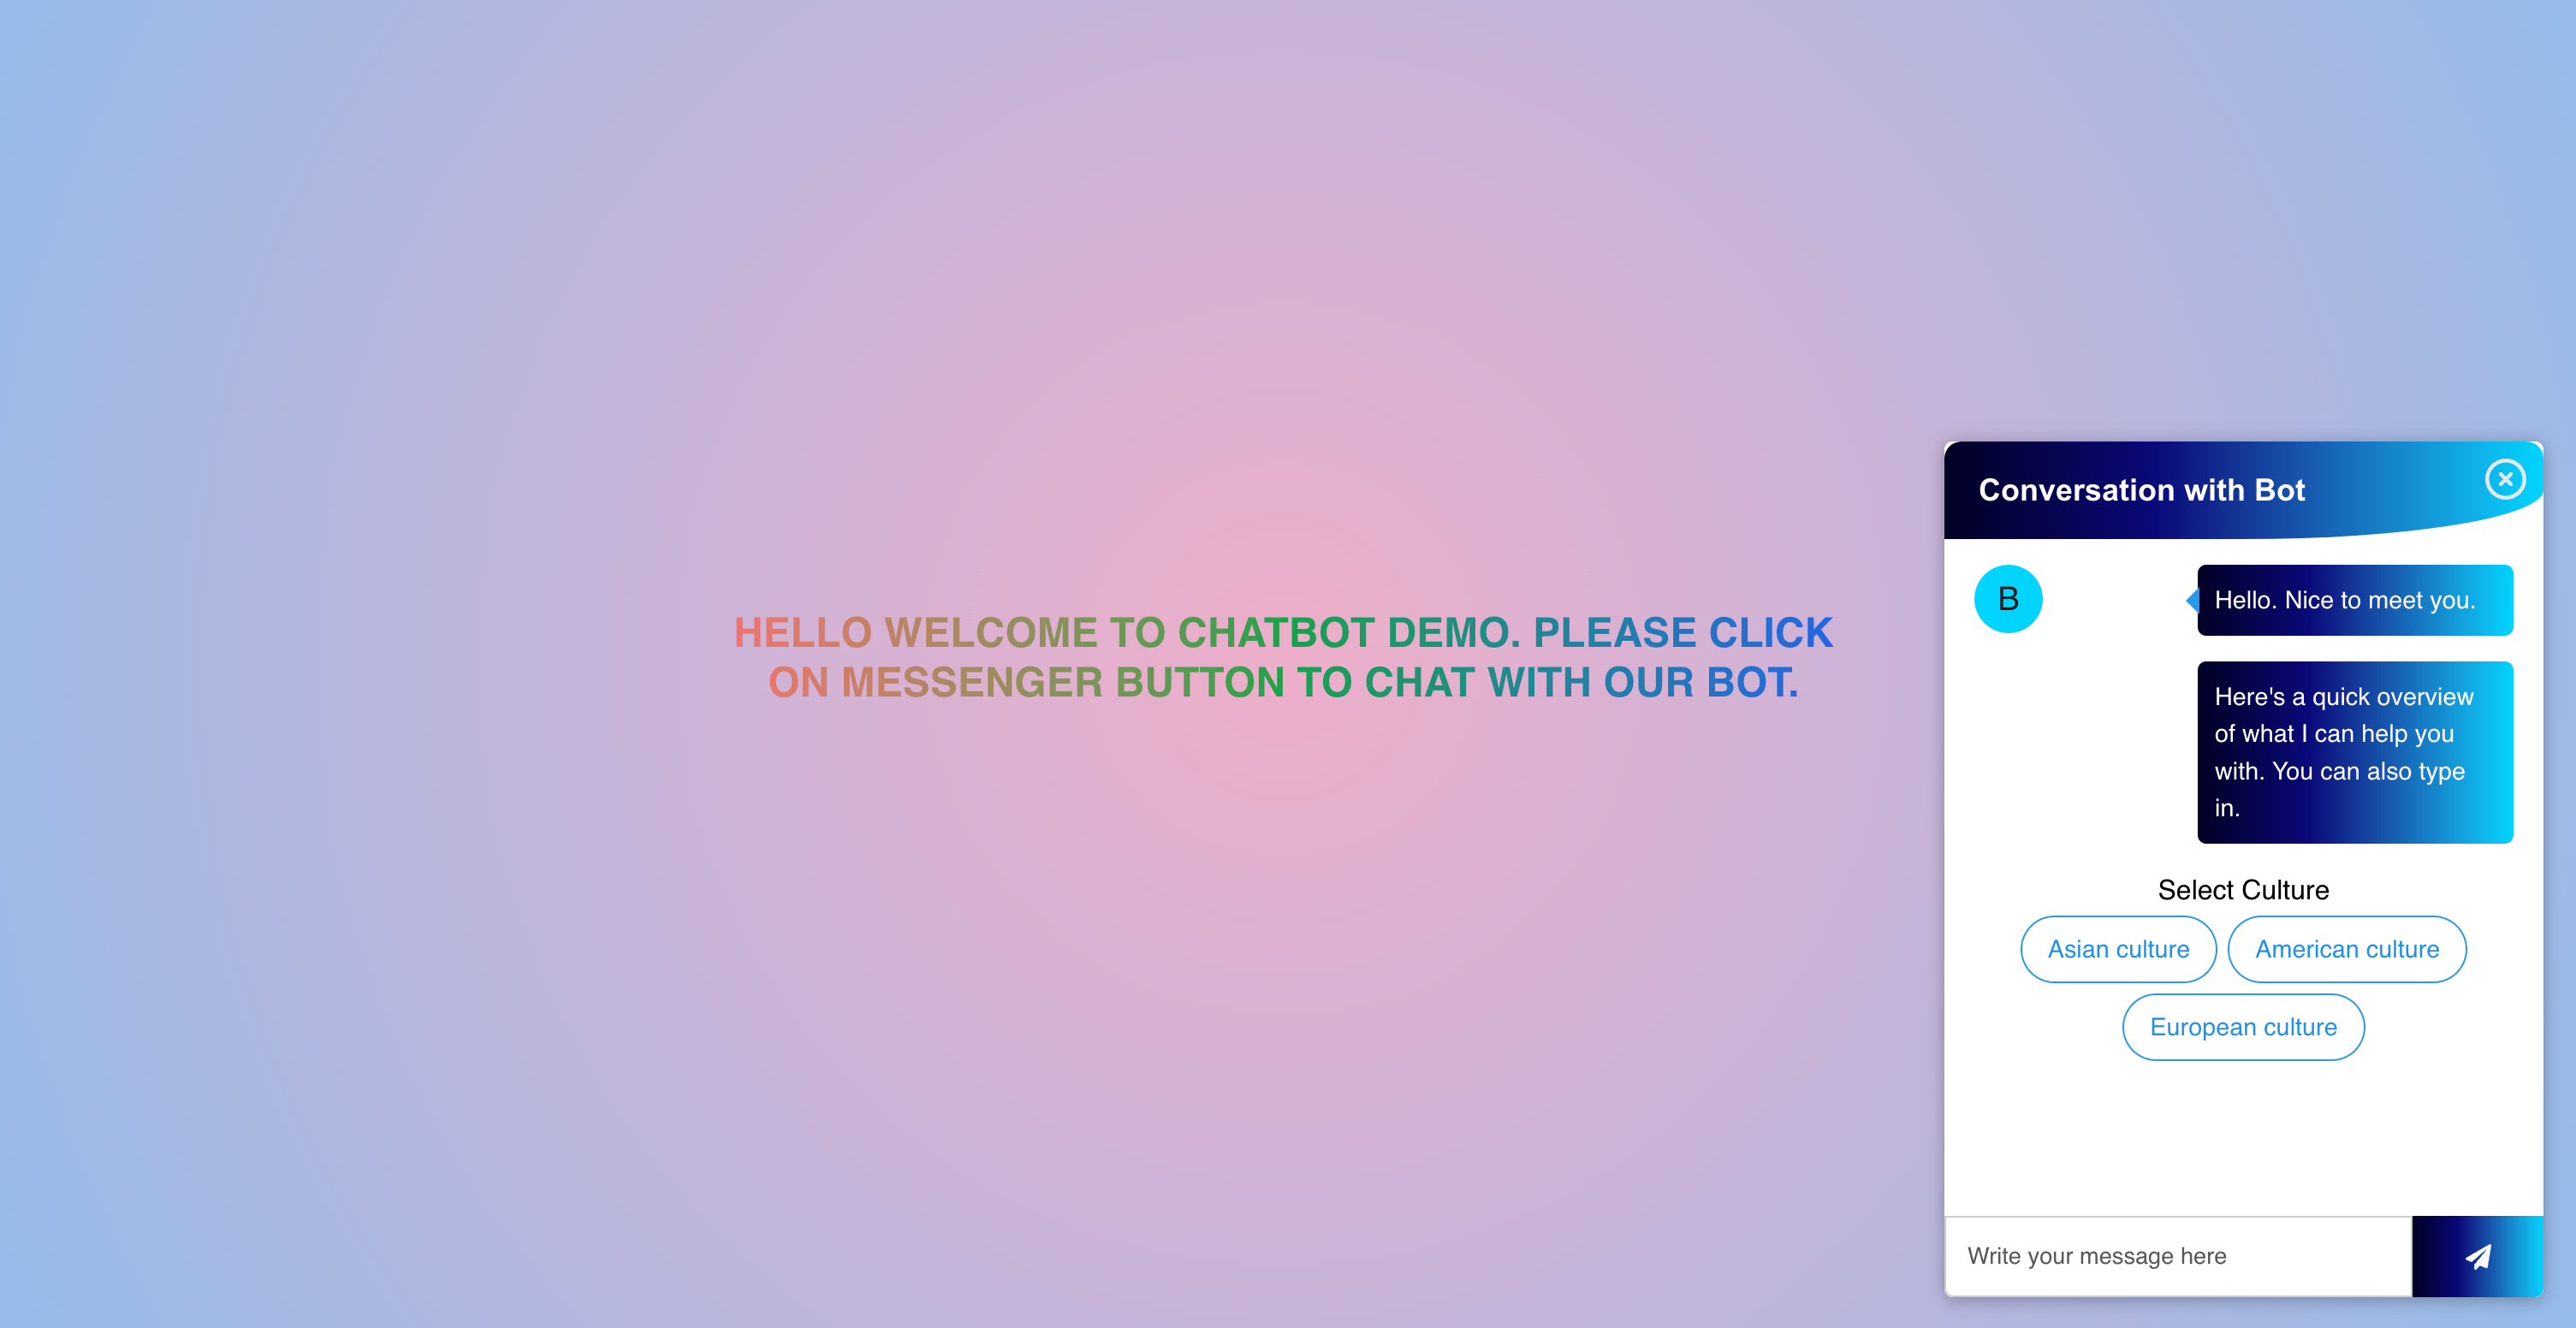 HELLO WELCOME TO CHATBOT DEMO. PLEASE CLICK
ON MESSENGER BUTTON TO CHAT WITH OUR BOT.
Conversation with Bot
B
Hello. Nice to meet you.
Here's a quick overview
of what I can help you
with. You can also type
in.
Select Culture
Asian culture
American culture
European culture
Write your message here